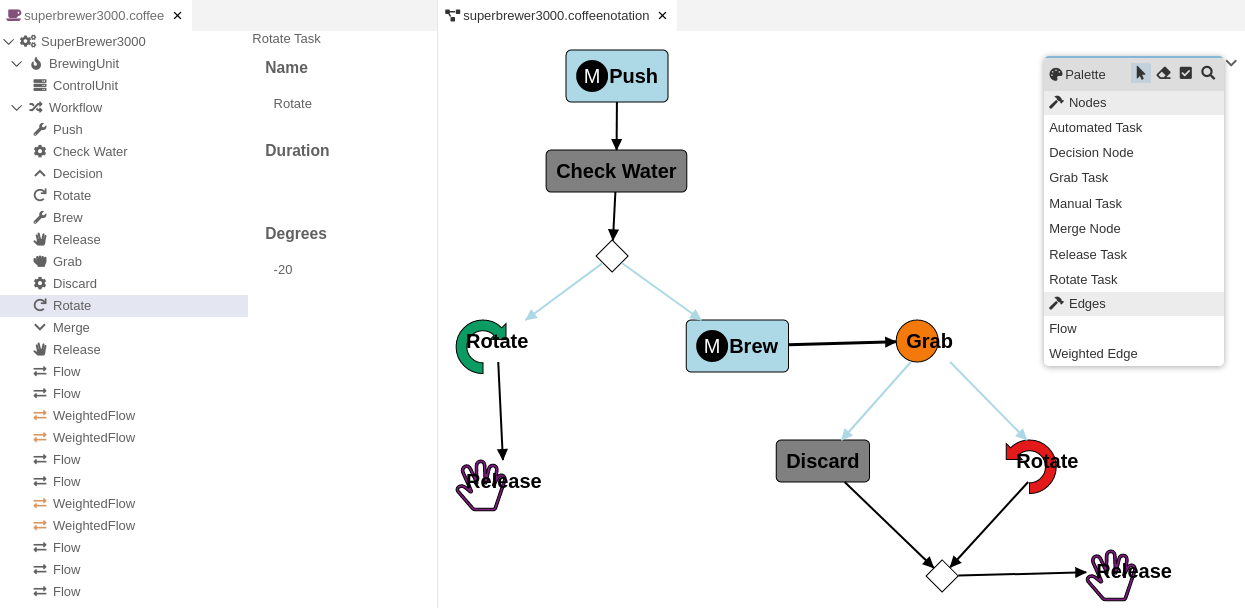 superbrewer3000.coffee
SuperBrewer3000
BrewingUnit
ControlUnit
Workflow
Push
Check Water
Decision
Rotate
Brew
Release
Grab
Discard
Rotate
Merge
Release
Flow
Flow
WeightedFlow
WeightedFlow
Flow
Flow
WeightedFlow
WeightedFlow
Flow
Flow
Flow
Rotate Task
Name
Rotate
Duration
Degrees
-20
superbrewer3000.coffeenotation
M Push
Check Water
Rotate
M Brew
Grab
Release
Discard
Rotate
Release
Palette
Nodes
Automated Task
Decision Node
Grab Task
Manual Task
Merge Node
Release Task
Rotate Task
Edges
Flow
Weighted Edge